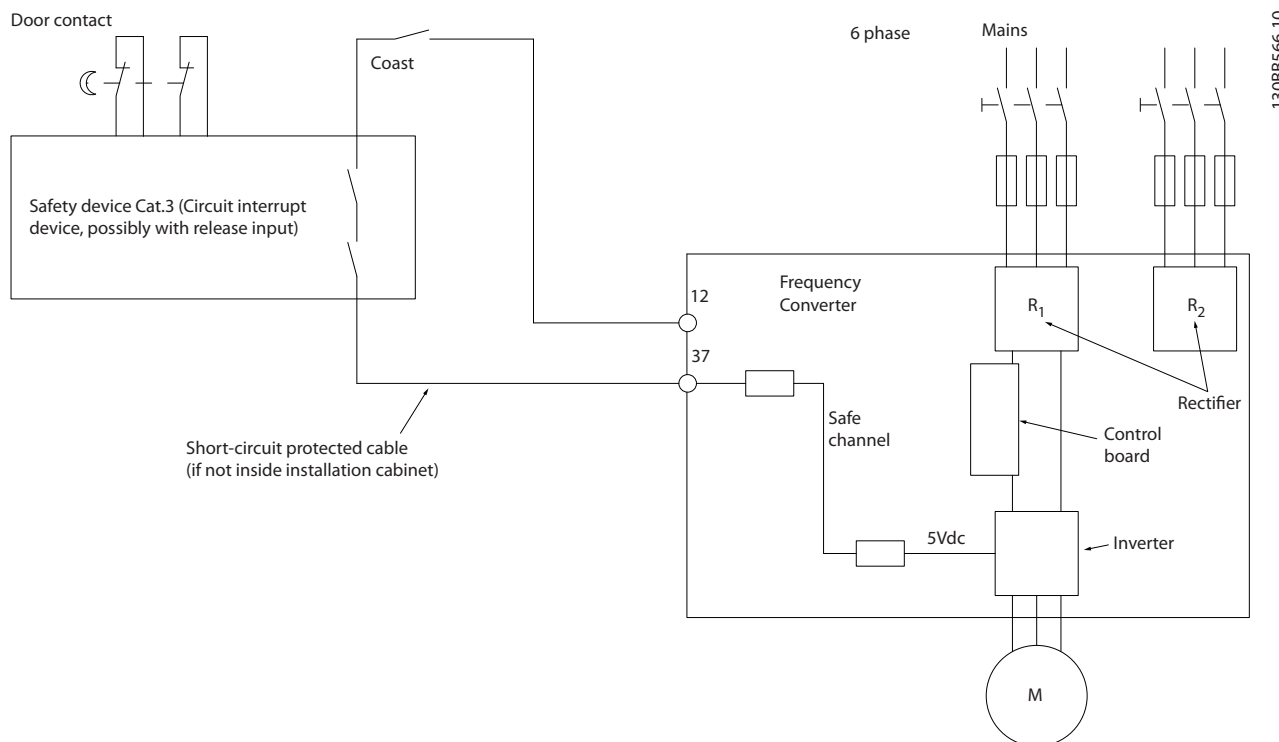 Door contact
Coast
6 phase
Mains
130BB566.10
Safety device Cat.3 (Circuit interrupt
device, possibly with release input)
12
37
Frequency
Converter
R1
R2
Rectifier
Safe
channel
Control
board
Short-circuit protected cable
(if not inside installation cabinet)
5Vdc
Inverter
M